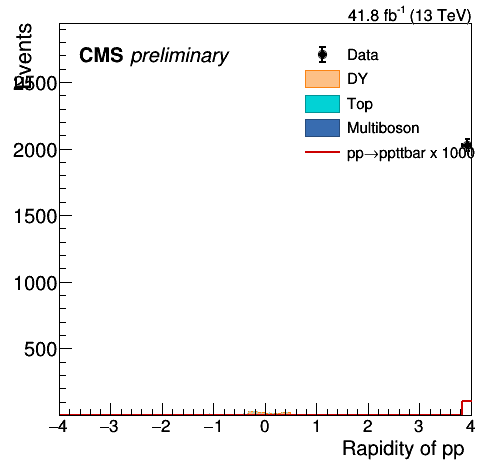 41.8 fb⁻¹ (13 TeV)
Events
CMS preliminary
Data
DY
Top
Multiboson
pp→ppttbar x 1000
2500
2000
1500
1000
500
−4 −3 −2 −1 0 1 2 3 4
Rapidity of pp